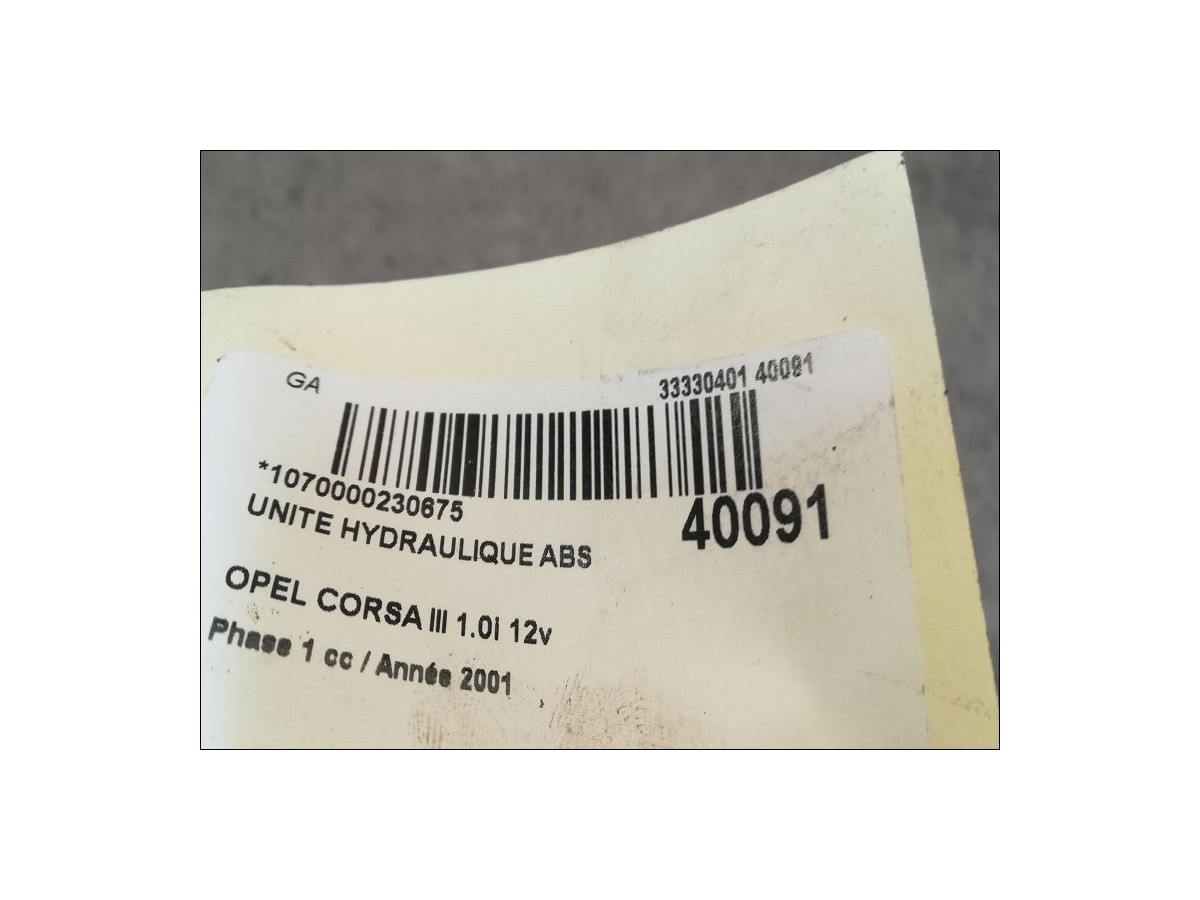 GA
33330401 40091
*1070000230675
40091
UNITE HYDRAULIQUE ABS
OPEL CORSA III 1.0i 12v
Phase 1 cc / Année 2001